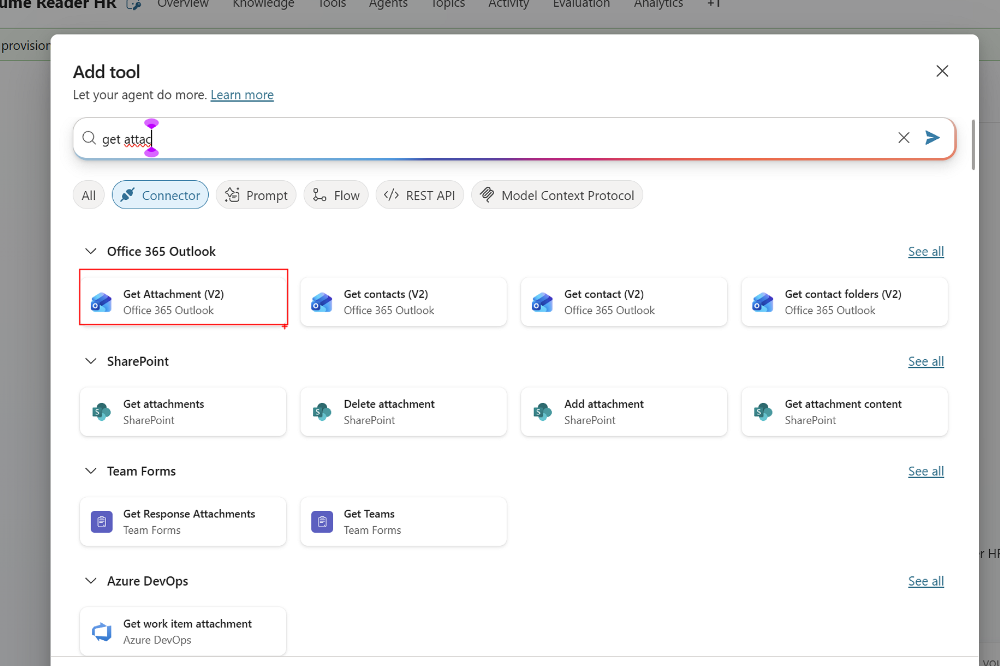 ume Reader HR Overview Knowledge Tools Agents Topics Activity Evaluation Analytics +1
provision
Add tool
Let your agent do more. Learn more
get attac
All Connector Prompt Flow </> REST API Model Context Protocol
Office 365 Outlook See all
Get Attachment (V2) Get contacts (V2) Get contact (V2) Get contact folders (V2)
Office 365 Outlook Office 365 Outlook Office 365 Outlook Office 365 Outlook
SharePoint See all
Get attachments Delete attachment Add attachment Get attachment content
SharePoint SharePoint SharePoint SharePoint
Team Forms See all
Get Response Attachments Get Teams
Team Forms Team Forms
r HR
Azure DevOps See all
Get work item attachment
Azure DevOps
you